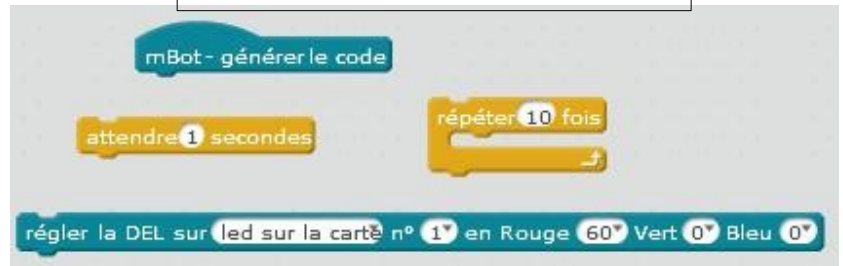 mBot - générer le code
répéter 10 fois
attendre 1 secondes
régler la DEL sur led sur la carte n° 1 en Rouge 60 Vert 0 Bleu 0